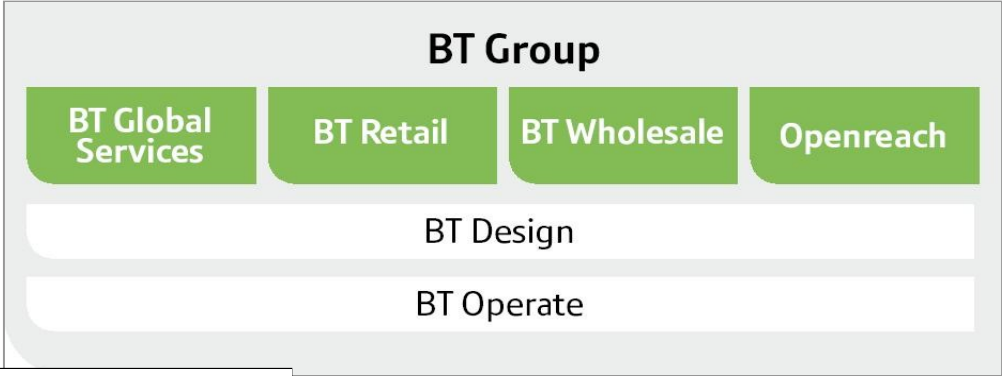 BT Group
BT Global
Services
BT Retail
BT Wholesale
Openreach
BT Design
BT Operate